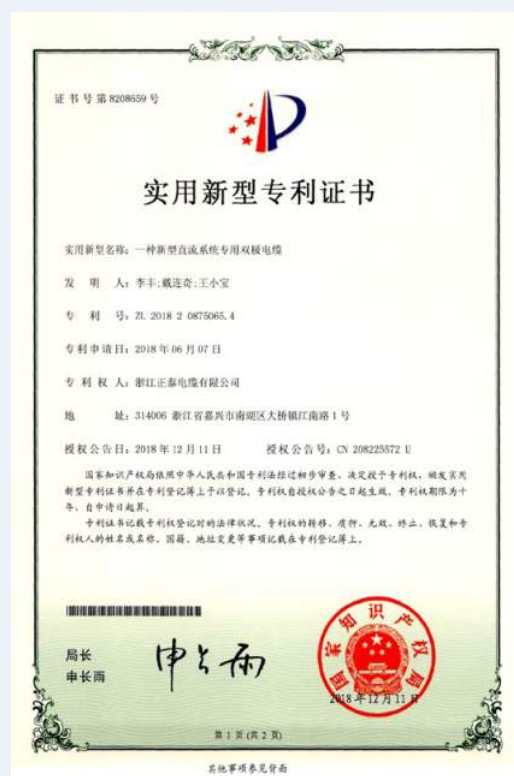 证书号第8208659号
实用新型专利证书
实用新型名称：一种新型直流系统专用双极电缆
发明人：李丰;戴连奇;王小宝
专利号：ZL 2018 2 0875065.4
专利申请日：2018年06月07日
专利权人：浙江正泰电缆有限公司
地址：314006 浙江省嘉兴市南湖区大桥镇江南路1号
授权公告日：2018年12月11日 授权公告号：CN 208225572 U
国家知识产权局依照中华人民共和国专利法经过初步审查，决定授予专利权，颁发实用
新型专利证书并在专利登记簿上予以登记。专利权自授权公告之日起生效。专利权期限为十
年，自申请日起算。
专利证书记载专利权登记时的法律状况。专利权的转移、质押、无效、终止、恢复和专
利权人的姓名或名称、国籍、地址变更等事项记载在专利登记簿上。
局长
申长雨
申长雨
国家知识产权局
2018年12月11日
第1页(共2页)
其他事项参见背面